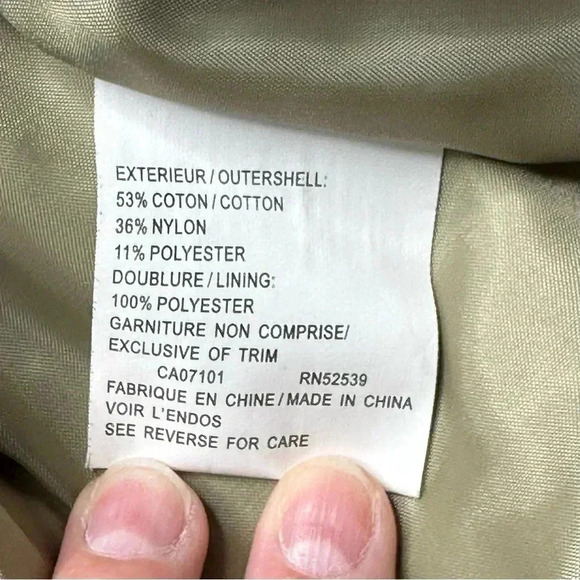 EXTERIEUR/OUTERSHELL:
53% COTON/COTTON
36% NYLON
11% POLYESTER
DOUBLURE/LINING:
100% POLYESTER
GARNITURE NON COMPRISE/
EXCLUSIVE OF TRIM
CA07101 RN52539
FABRIQUE EN CHINE/MADE IN CHINA
VOIR L'ENDOS
SEE REVERSE FOR CARE